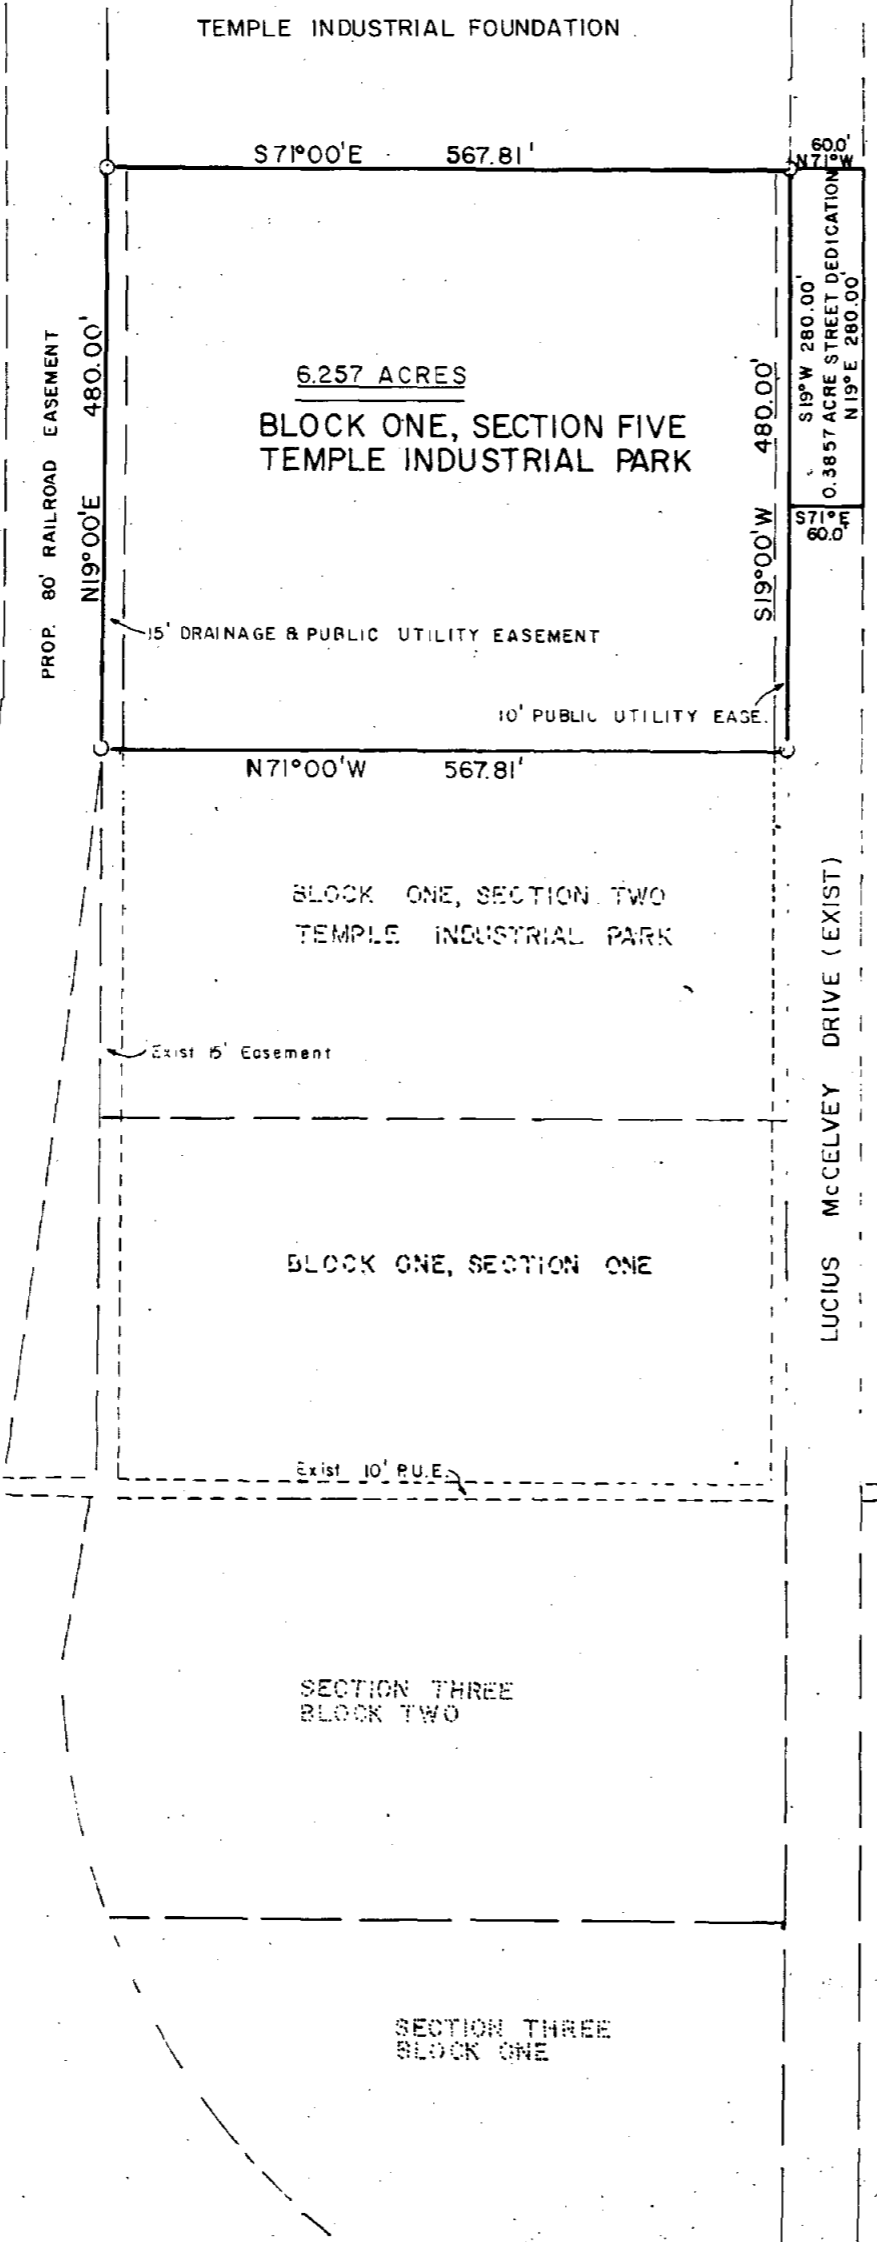 TEMPLE INDUSTRIAL FOUNDATION
S71°00'E 567.81'
60.0'
N71°W
PROP. 80' RAILROAD EASEMENT
N19°00'E 480.00'
6.257 ACRES
BLOCK ONE, SECTION FIVE
TEMPLE INDUSTRIAL PARK
S19°00'W 480.00'
S19°W 280.00'
0.3857 ACRE STREET DEDICATION
N19°E 280.00'
S71°E
60.0'
15' DRAINAGE & PUBLIC UTILITY EASEMENT
10' PUBLIC UTILITY EASE.
N71°00'W 567.81'
BLOCK ONE, SECTION TWO
TEMPLE INDUSTRIAL PARK
LUCIUS McCELVEY DRIVE (EXIST)
Exist 15' Easement
BLOCK ONE, SECTION ONE
Exist 10' P.U.E.
SECTION THREE
BLOCK TWO
SECTION THREE
BLOCK ONE